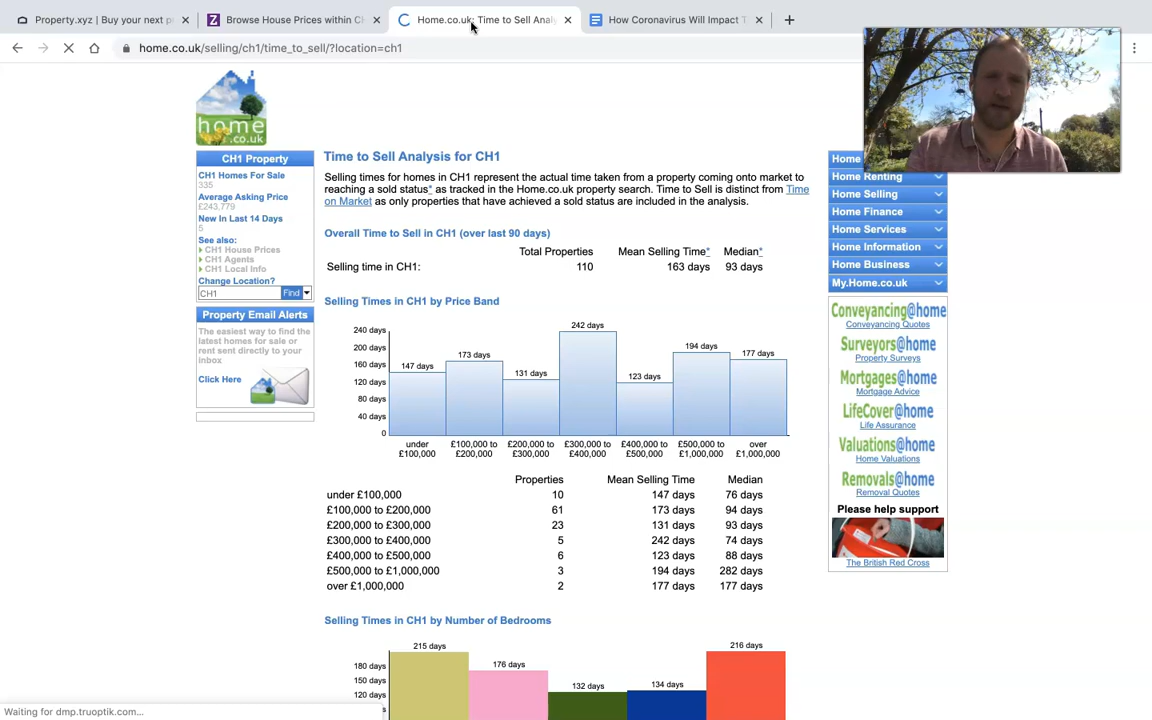 Property.xyz | Buy your next p
Browse House Prices within C
Home.co.uk: Time to Sell Anal
How Coronavirus Will Impact T
home.co.uk/selling/ch1/time_to_sell/?location=ch1
home
.co.uk
CH1 Property
CH1 Homes For Sale
335
Average Asking Price
£243,779
New In Last 14 Days
5
See also:
CH1 House Prices
CH1 Agents
CH1 Local Info
Change Location?
CH1
Find
Property Email Alerts
The easiest way to find the
latest homes for sale or
rent sent directly to your
inbox
Click Here
Time to Sell Analysis for CH1
Selling times for homes in CH1 represent the actual time taken from a property coming onto market to
reaching a sold status* as tracked in the Home.co.uk property search. Time to Sell is distinct from Time
on Market as only properties that have achieved a sold status are included in the analysis.
Overall Time to Sell in CH1 (over last 90 days)
Total Properties Mean Selling Time* Median*
Selling time in CH1: 110 163 days 93 days
Selling Times in CH1 by Price Band
240 days
200 days
160 days
120 days
80 days
40 days
0
147 days 173 days 131 days 242 days 123 days 194 days 177 days
under £100,000 to £200,000 to £300,000 to £400,000 to £500,000 to over
£100,000 £200,000 £300,000 £400,000 £500,000 £1,000,000 £1,000,000
Properties Mean Selling Time Median
under £100,000 10 147 days 76 days
£100,000 to £200,000 61 173 days 94 days
£200,000 to £300,000 23 131 days 93 days
£300,000 to £400,000 5 242 days 74 days
£400,000 to £500,000 6 123 days 88 days
£500,000 to £1,000,000 3 194 days 282 days
over £1,000,000 2 177 days 177 days
Selling Times in CH1 by Number of Bedrooms
180 days
150 days
120 days
215 days 176 days 132 days 134 days 216 days
Home
Home Renting
Home Selling
Home Finance
Home Services
Home Information
Home Business
My.Home.co.uk
Conveyancing@home
Conveyancing Quotes
Surveyors@home
Property Surveys
Mortgages@home
Mortgage Advice
LifeCover@home
Life Assurance
Valuations@home
Home Valuations
Removals@home
Removal Quotes
Please help support
The British Red Cross
Waiting for dmp.truoptik.com...